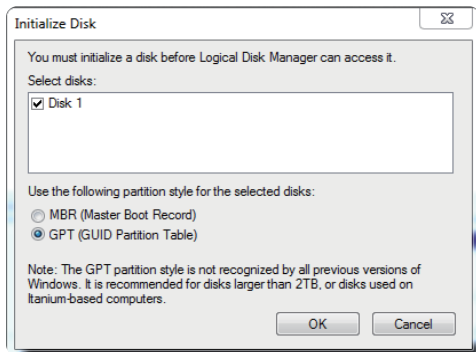 Initialize Disk
You must initialize a disk before Logical Disk Manager can access it.
Select disks:
Disk 1
Use the following partition style for the selected disks:
MBR (Master Boot Record)
GPT (GUID Partition Table)
Note: The GPT partition style is not recognized by all previous versions of
Windows. It is recommended for disks larger than 2TB, or disks used on
Itanium-based computers.
OK Cancel